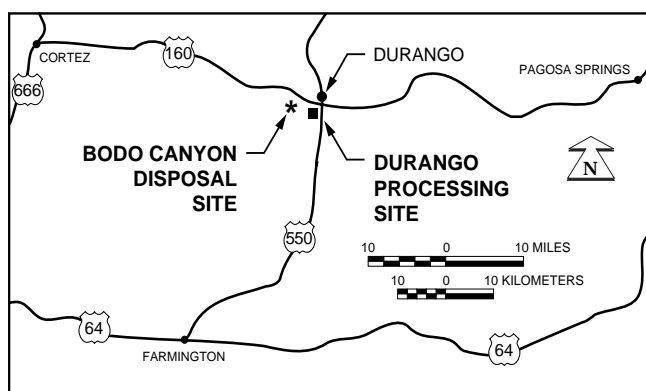 CORTEZ
160
DURANGO
PAGOSA SPRINGS
666
*
BODO CANYON
DISPOSAL
SITE
DURANGO
PROCESSING
SITE
N
550
10 0 10 MILES
10 0 10 KILOMETERS
64
FARMINGTON
64